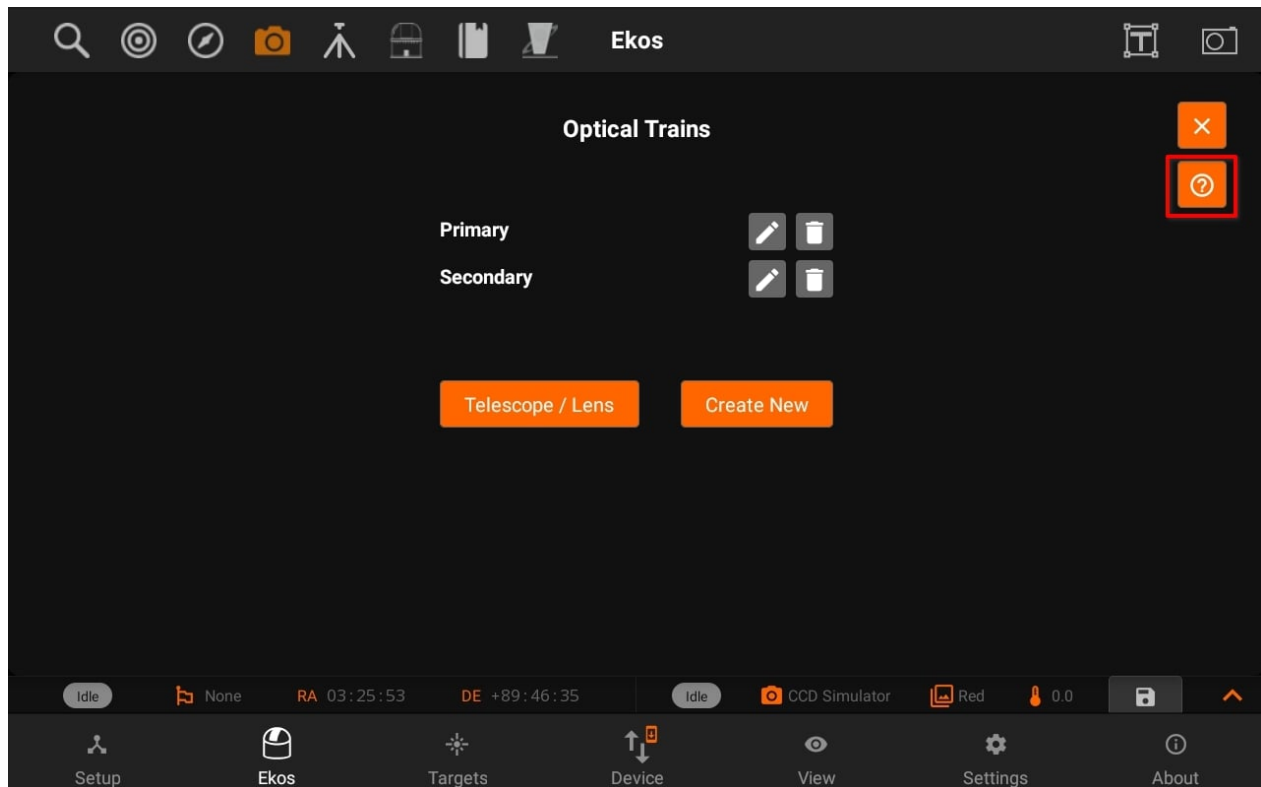 Ekos
Optical Trains
Primary
Secondary
Telescope / Lens
Create New
Idle None RA 03:25:53 DE +89:46:35 Idle CCD Simulator Red 0.0
Setup Ekos Targets Device View Settings About